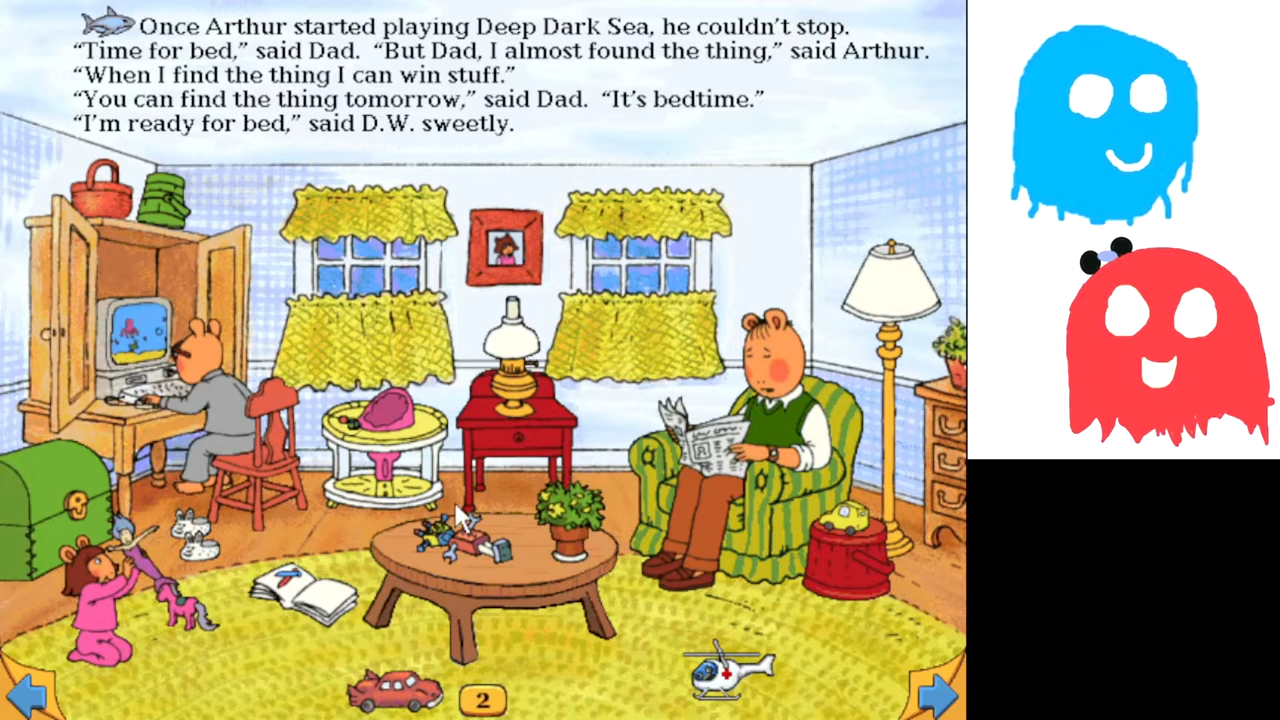 Once Arthur started playing Deep Dark Sea, he couldn't stop.
“Time for bed,” said Dad. “But Dad, I almost found the thing,” said Arthur.
“When I find the thing I can win stuff.”
“You can find the thing tomorrow,” said Dad. “It's bedtime.”
“I'm ready for bed,” said D.W. sweetly.
2